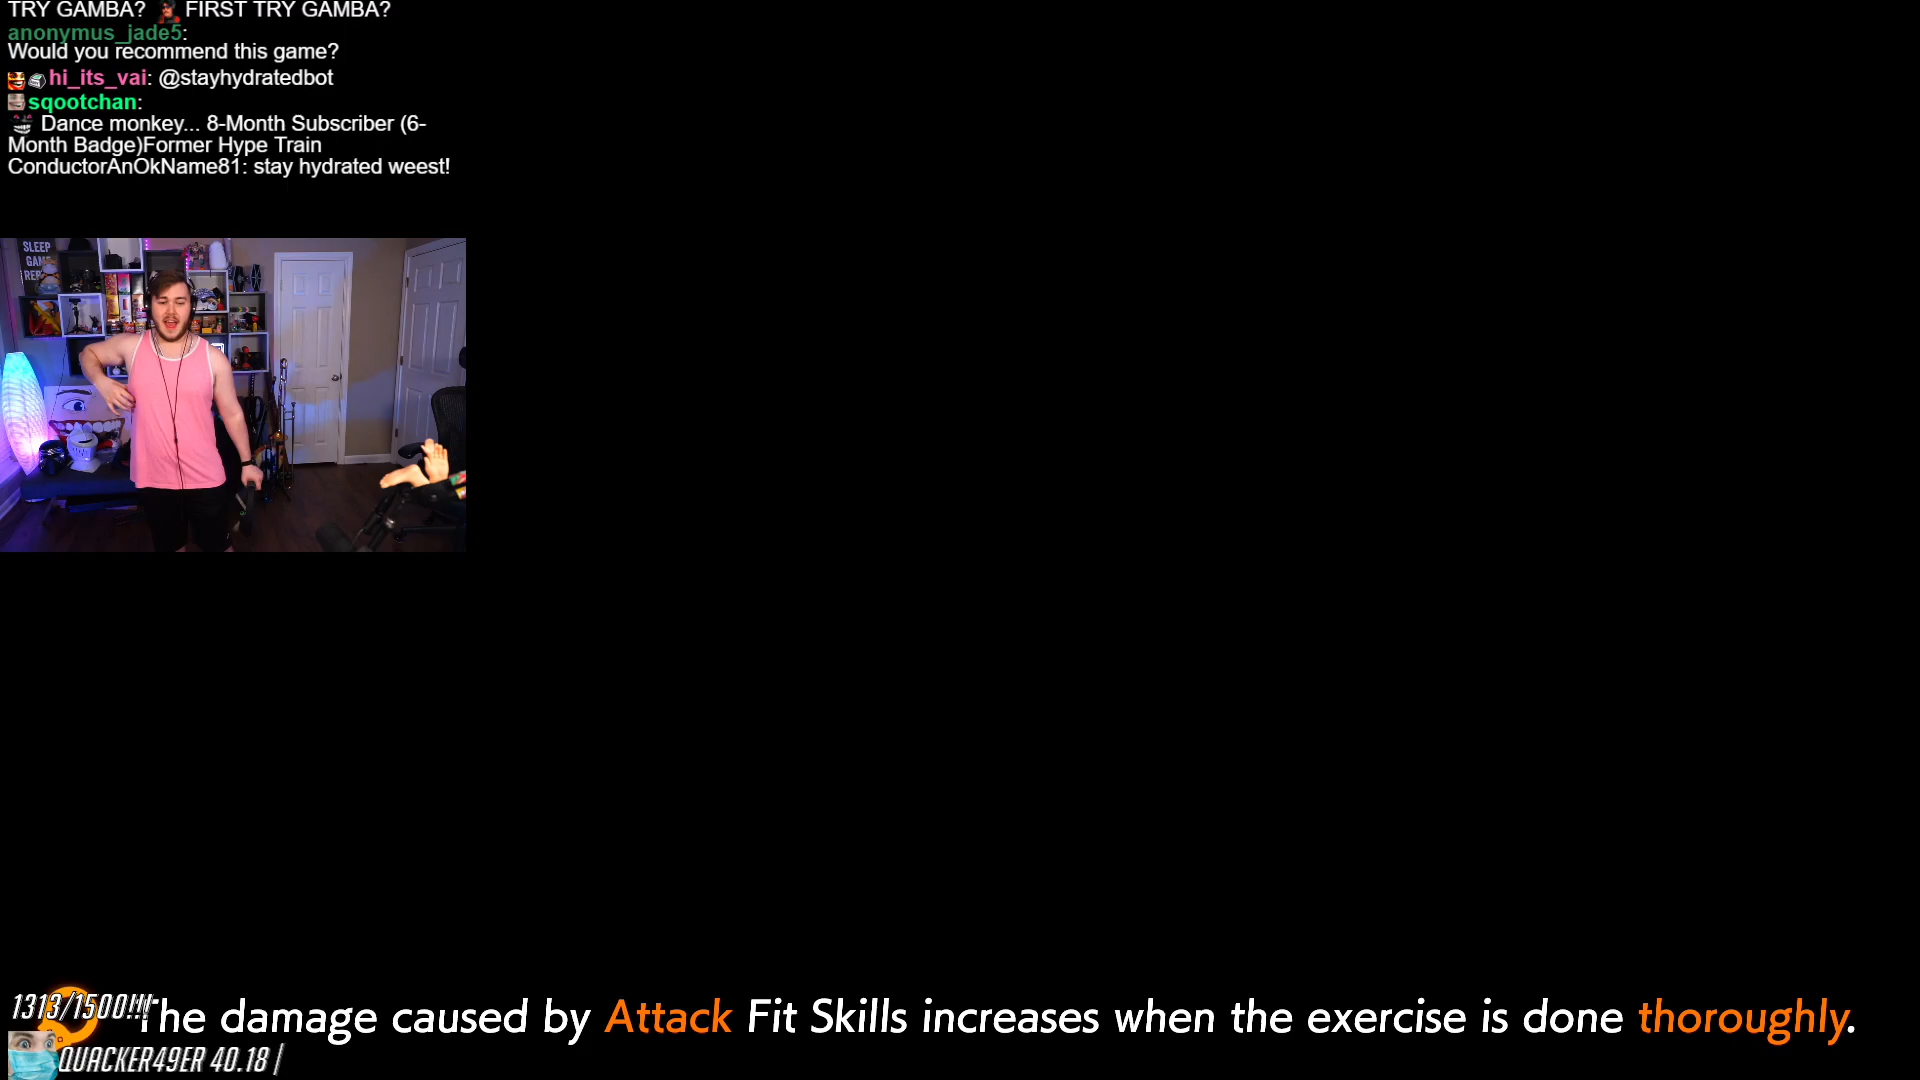 TRY GAMBA? FIRST TRY GAMBA?
anonymus_jade5:
Would you recommend this game?
hi_its_vai: @stayhydratedbot
sqootchan:
Dance monkey... 8-Month Subscriber (6-
Month Badge)Former Hype Train
ConductorAnOkName81: stay hydrated weest!
SLEEP
GAME
1313/1500!!!
The damage caused by Attack Fit Skills increases when the exercise is done thoroughly.
QUACKER49ER 40.18 |